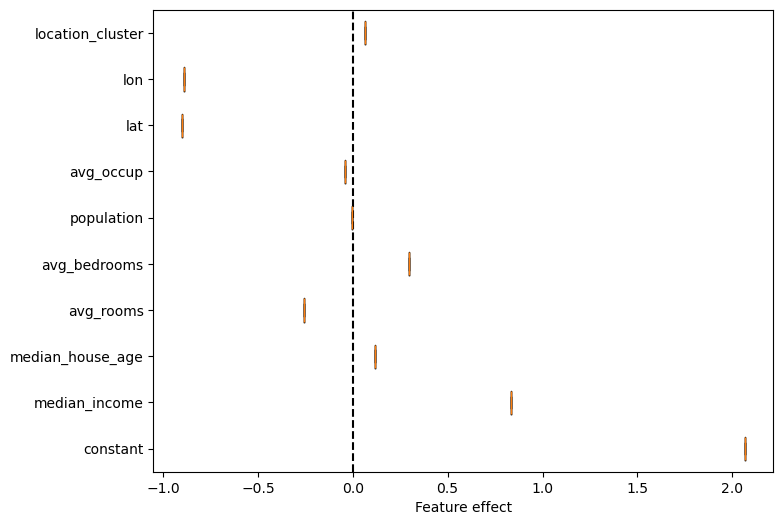 location_cluster
lon
lat
avg_occup
population
avg_bedrooms
avg_rooms
median_house_age
median_income
constant
−1.0 −0.5 0.0 0.5 1.0 1.5 2.0
Feature effect